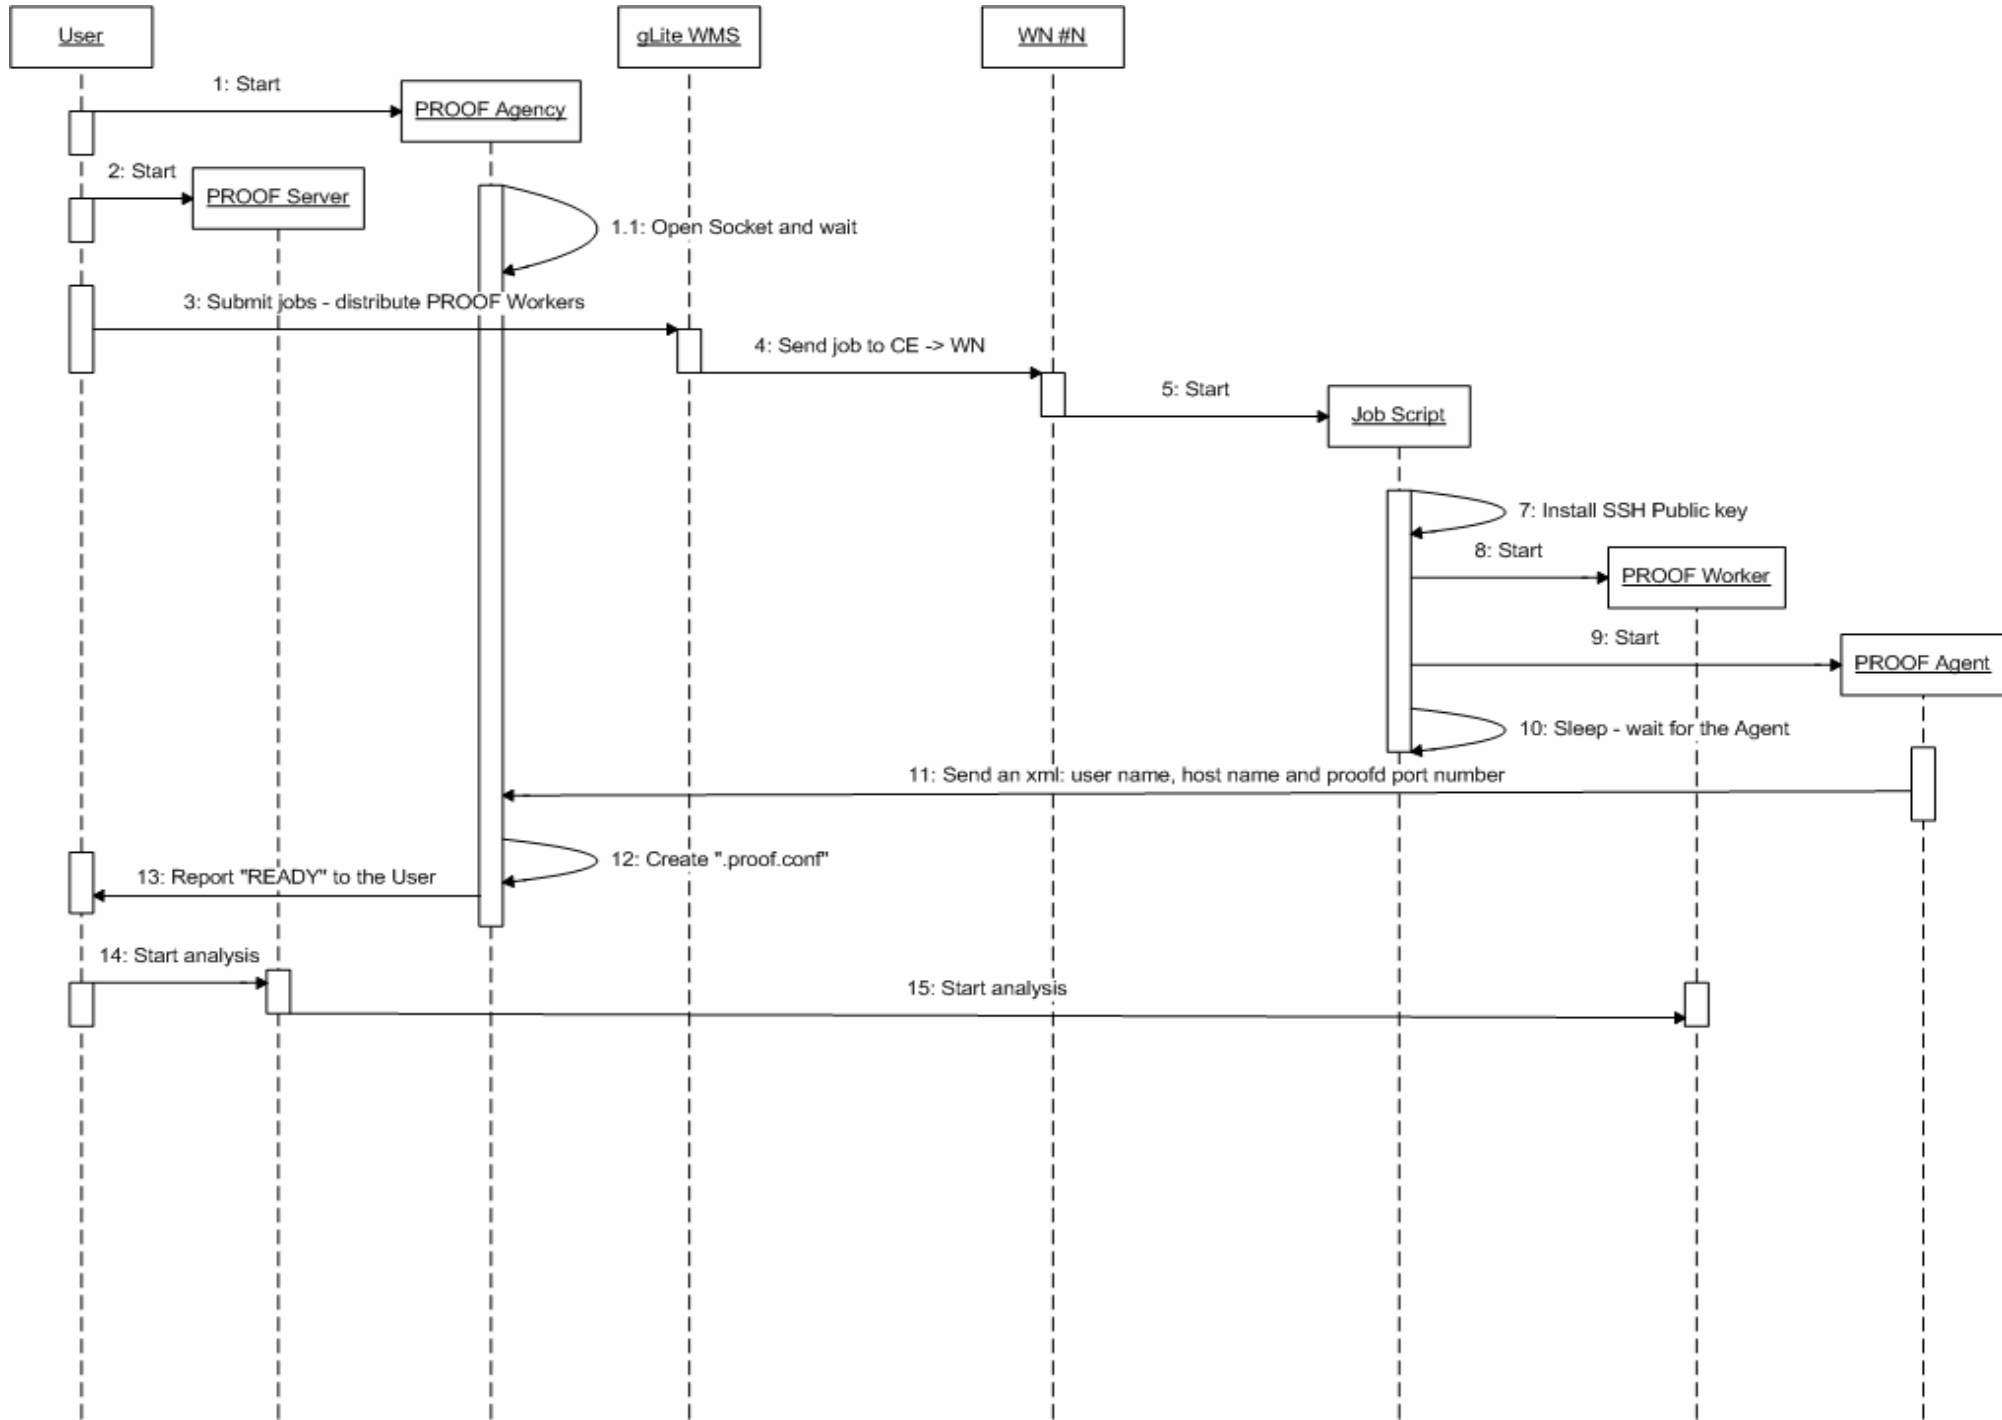 User
gLite WMS
WN #N
1: Start
PROOF Agency
2: Start
PROOF Server
1.1: Open Socket and wait
3: Submit jobs - distribute PROOF Workers
4: Send job to CE -> WN
5: Start
Job Script
7: Install SSH Public key
8: Start
PROOF Worker
9: Start
PROOF Agent
10: Sleep - wait for the Agent
11: Send an xml: user name, host name and proofd port number
12: Create ".proof.conf"
13: Report "READY" to the User
14: Start analysis
15: Start analysis